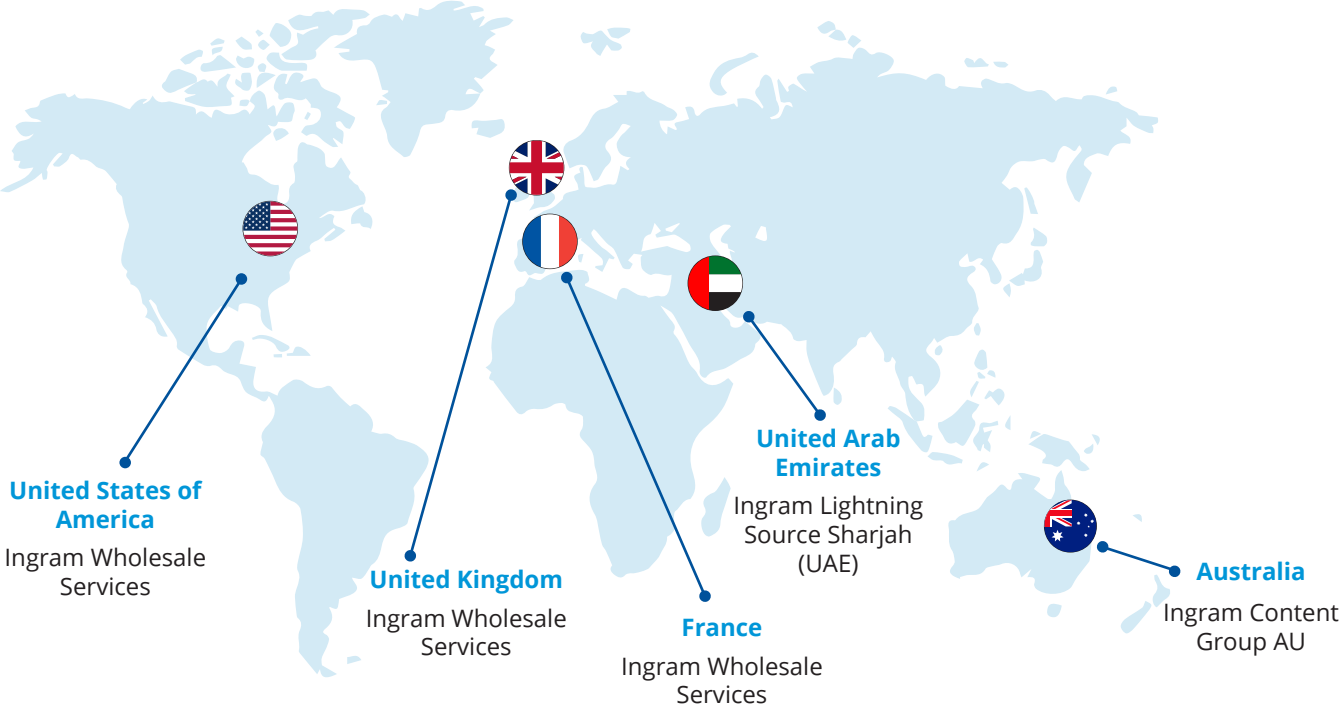 United States of
America
Ingram Wholesale
Services
United Kingdom
Ingram Wholesale
Services
France
Ingram Wholesale
Services
United Arab
Emirates
Ingram Lightning
Source Sharjah
(UAE)
Australia
Ingram Content
Group AU